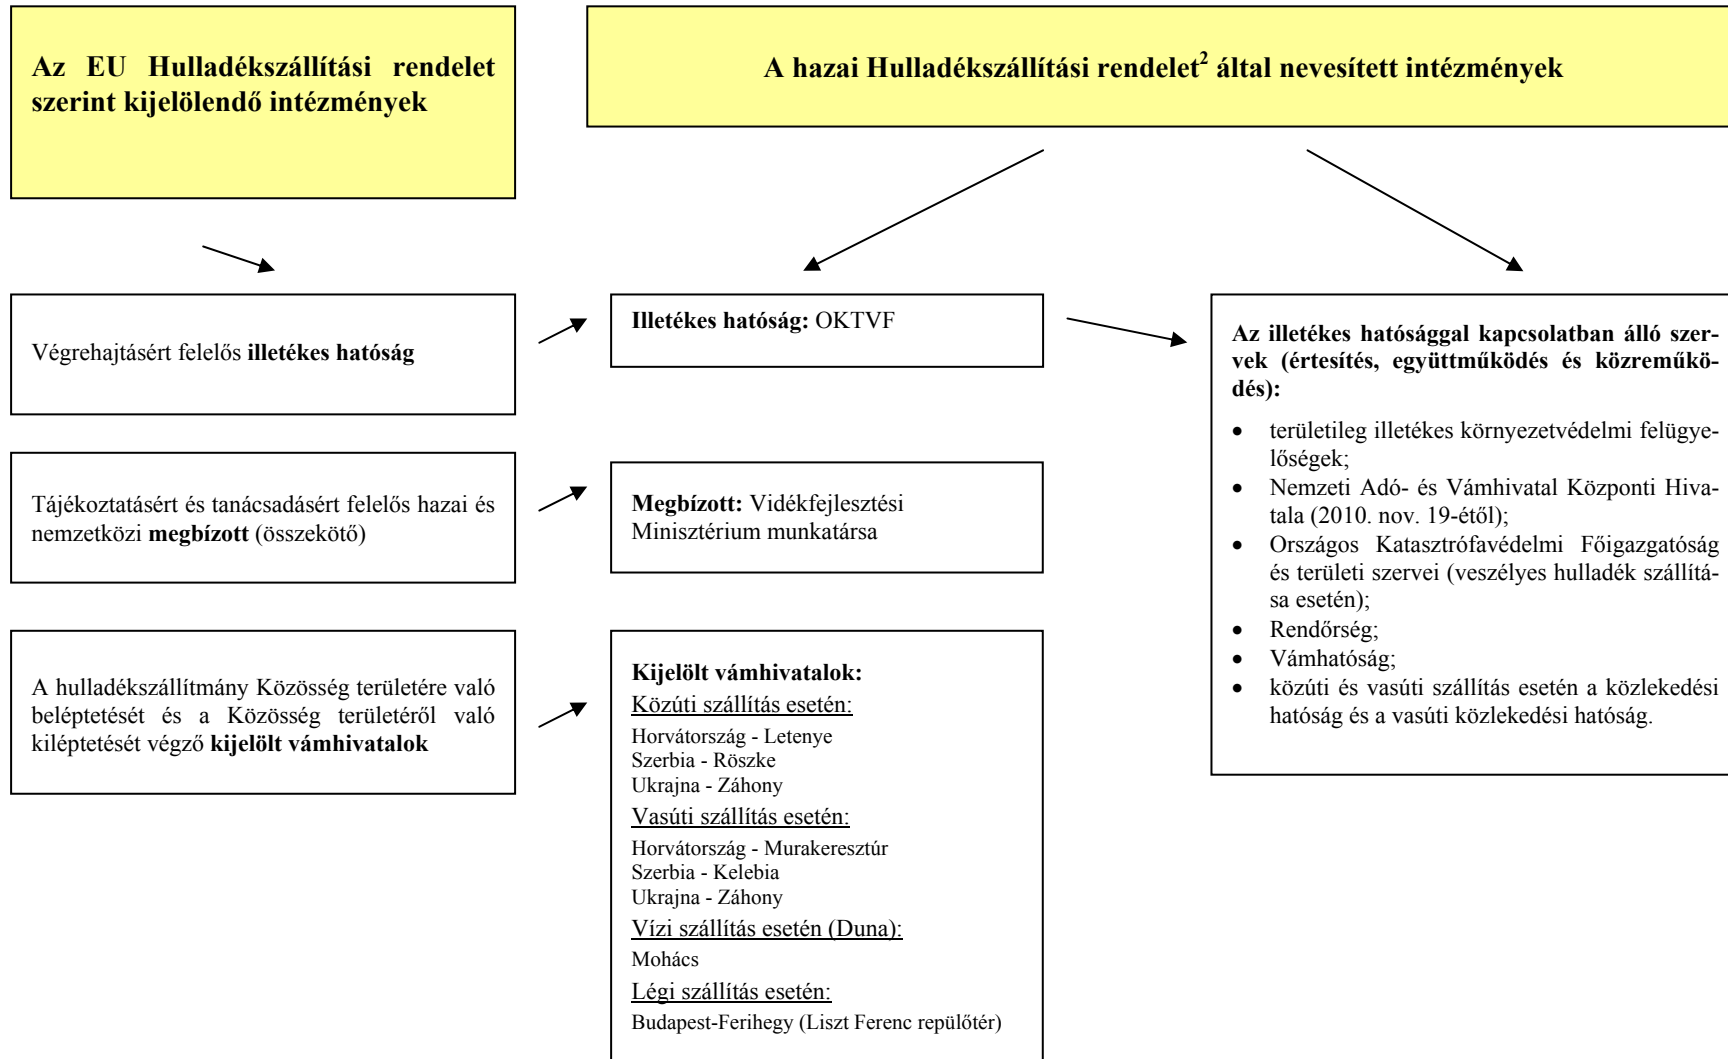 Az EU Hulladékszállítási rendelet
szerint kijelölendő intézmények
A hazai Hulladékszállítási rendelet² által nevesített intézmények
Végrehajtásért felelős illetékes hatóság
Illetékes hatóság: OKTVF
Tájékoztatásért és tanácsadásért felelős hazai és
nemzetközi megbízott (összekötő)
Megbízott: Vidékfejlesztési
Minisztérium munkatársa
A hulladékszállítmány Közösség területére való
beléptetését és a Közösség területéről való
kiléptetését végző kijelölt vámhivatalok
Kijelölt vámhivatalok:
Közúti szállítás esetén:
Horvátország - Letenye
Szerbia - Röszke
Ukrajna - Záhony
Vasúti szállítás esetén:
Horvátország - Murakeresztúr
Szerbia - Kelebia
Ukrajna - Záhony
Vízi szállítás esetén (Duna):
Mohács
Légi szállítás esetén:
Budapest-Ferihegy (Liszt Ferenc repülőtér)
Az illetékes hatósággal kapcsolatban álló szer-
vek (értesítés, együttműködés és közreműkö-
dés):
• területileg illetékes környezetvédelmi felügye-
lőségek;
• Nemzeti Adó- és Vámhivatal Központi Hiva-
tala (2010. nov. 19-étől);
• Országos Katasztrófavédelmi Főigazgatóság
és területi szervei (veszélyes hulladék szállítá-
sa esetén);
• Rendőrség;
• Vámhatóság;
• közúti és vasúti szállítás esetén a közlekedési
hatóság és a vasúti közlekedési hatóság.